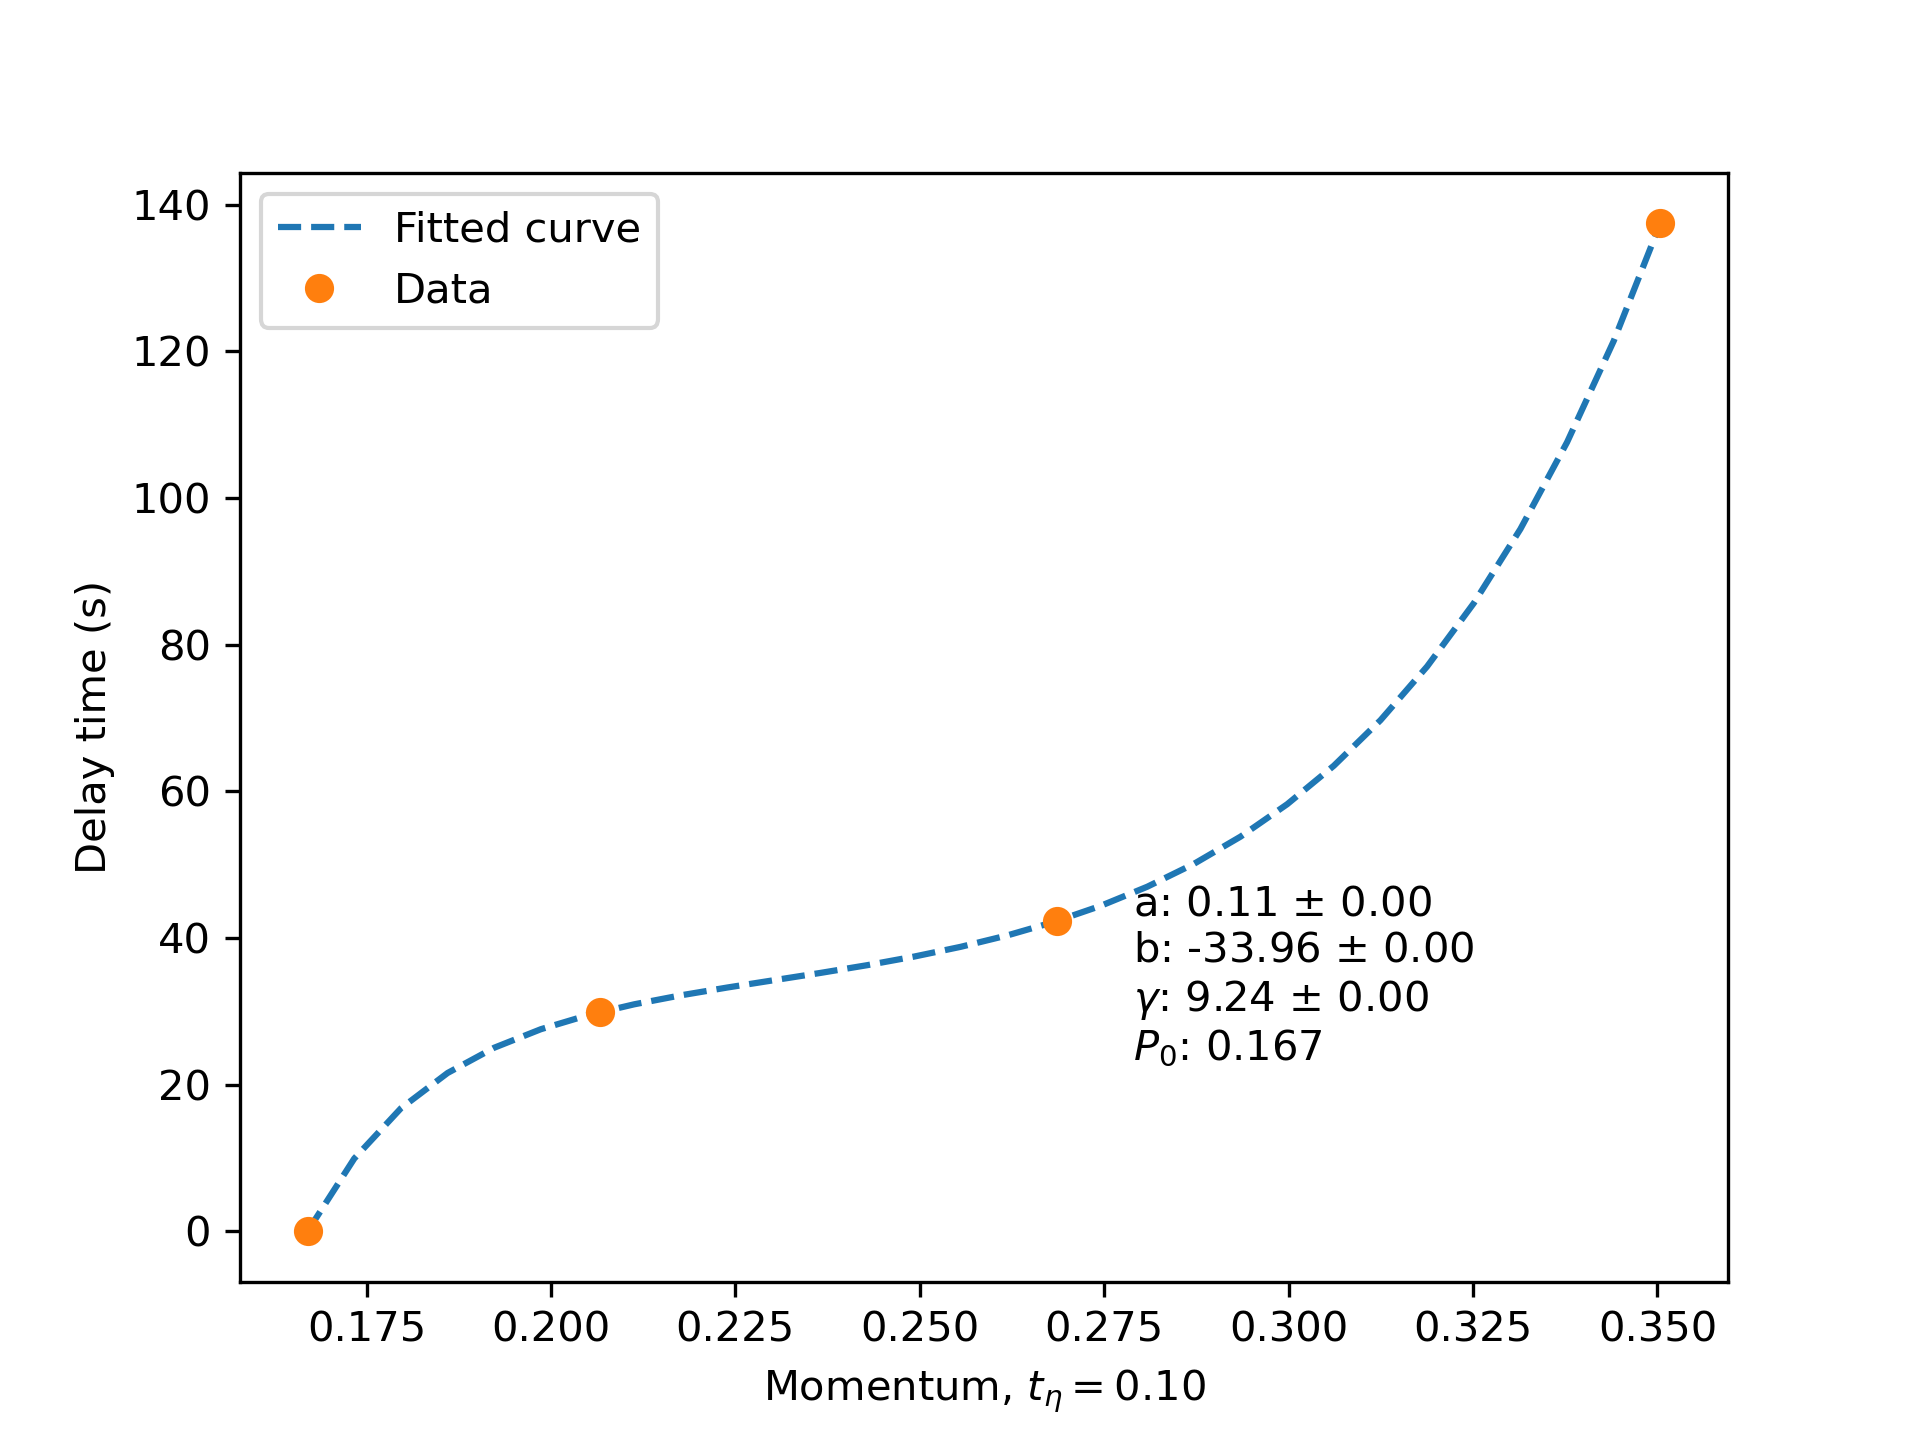 Fitted curve
Data
140
120
100
80
60
40
20
0
Delay time (s)
a: 0.11 ± 0.00
b: -33.96 ± 0.00
γ: 9.24 ± 0.00
P₀: 0.167
0.175 0.200 0.225 0.250 0.275 0.300 0.325 0.350
Momentum, tη = 0.10